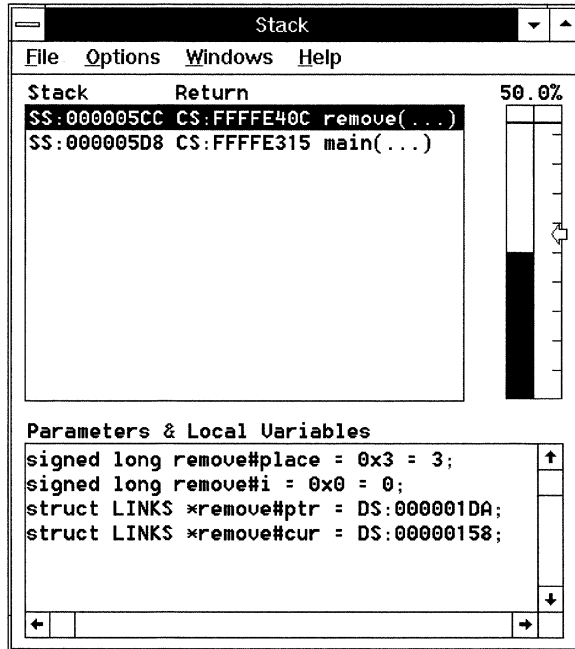 Stack
File Options Windows Help
Stack Return 50.0%
SS:000005CC CS:FFFFE40C remove(...)
SS:000005D8 CS:FFFFE315 main(...)
Parameters & Local Variables
signed long remove#place = 0x3 = 3;
signed long remove#i = 0x0 = 0;
struct LINKS *remove#ptr = DS:000001DA;
struct LINKS *remove#cur = DS:00000158;